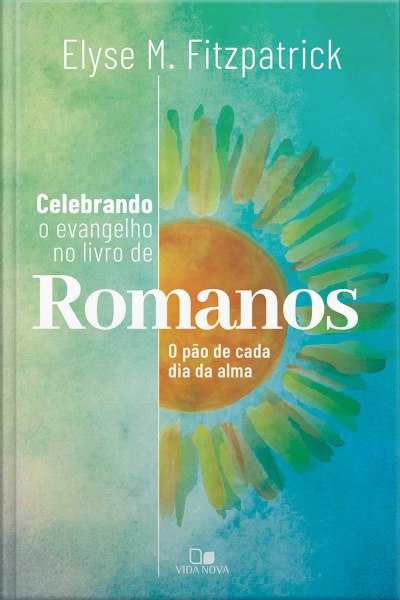 Elyse M. Fitzpatrick
Celebrando
o evangelho
no livro de
Romanos
O pão de cada
dia da alma
VIDA NOVA